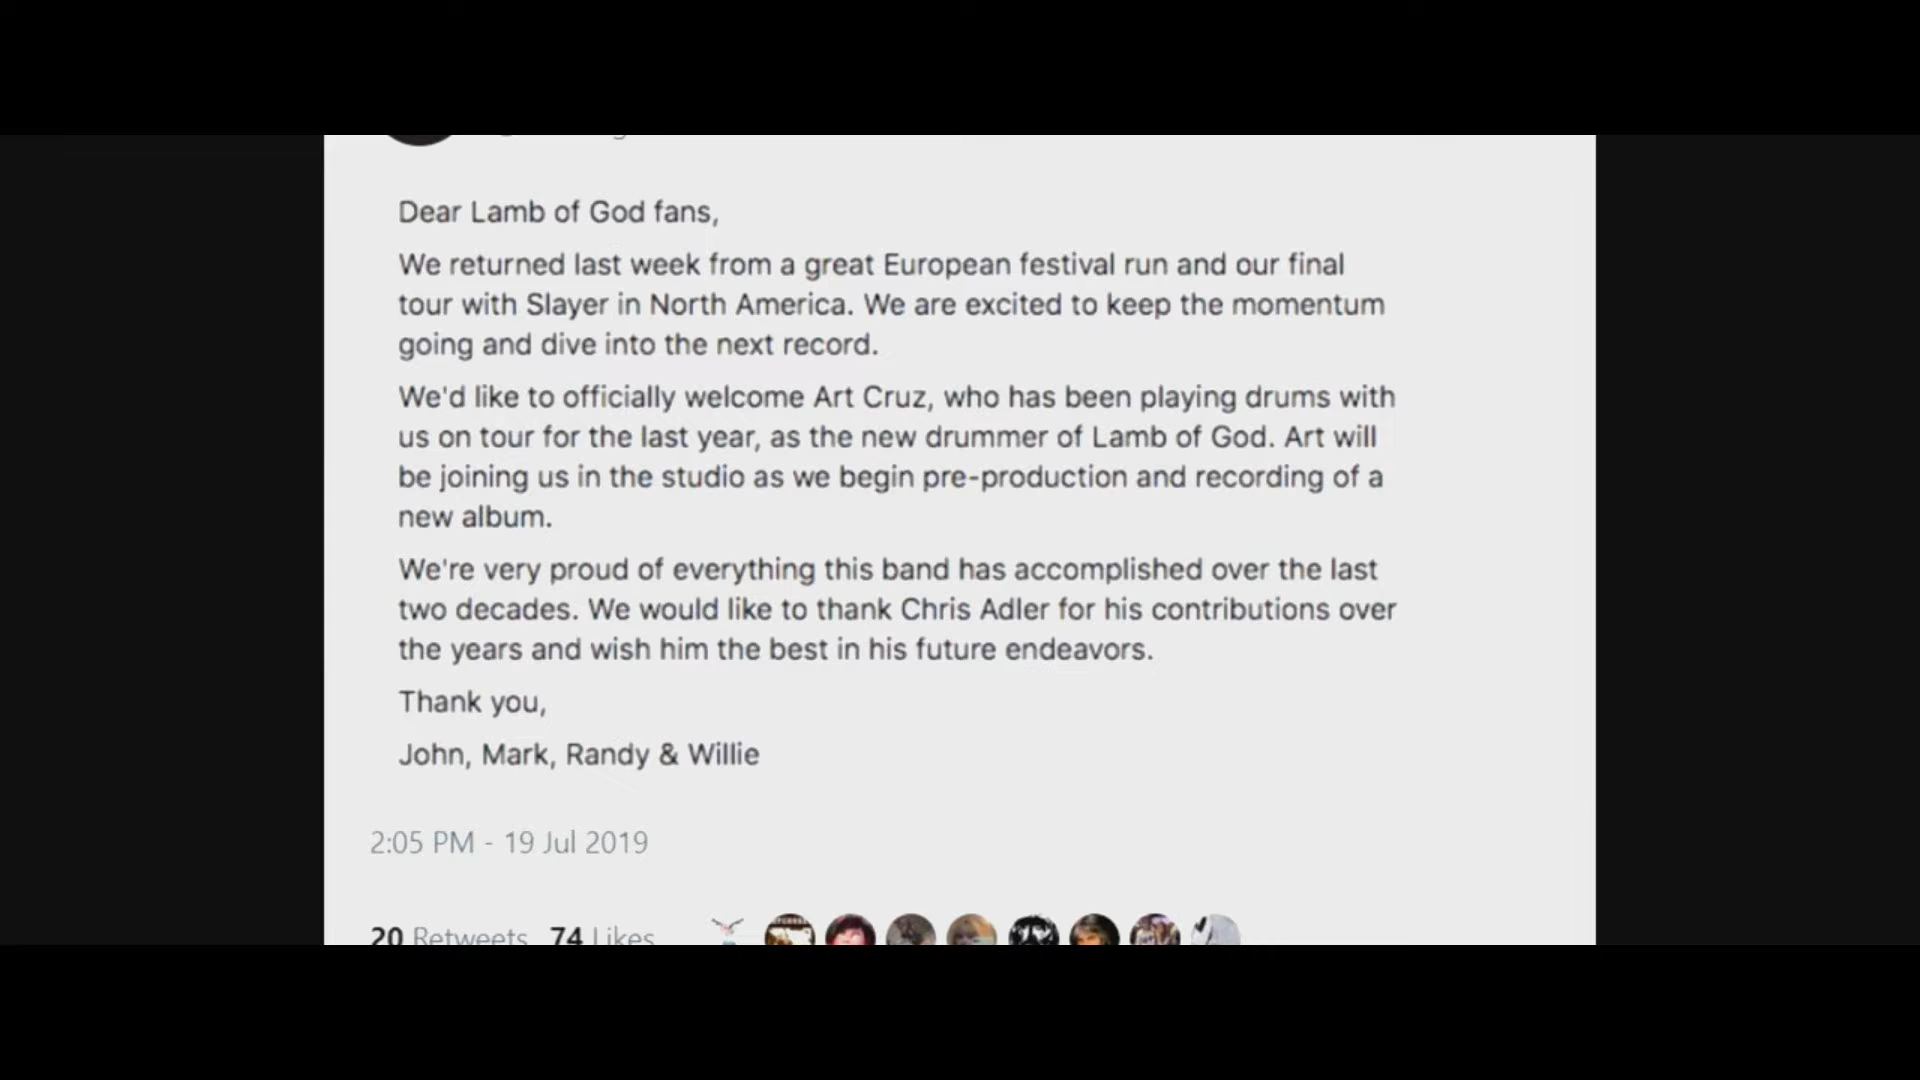 Dear Lamb of God fans,
We returned last week from a great European festival run and our final
tour with Slayer in North America. We are excited to keep the momentum
going and dive into the next record.
We'd like to officially welcome Art Cruz, who has been playing drums with
us on tour for the last year, as the new drummer of Lamb of God. Art will
be joining us in the studio as we begin pre-production and recording of a
new album.
We're very proud of everything this band has accomplished over the last
two decades. We would like to thank Chris Adler for his contributions over
the years and wish him the best in his future endeavors.
Thank you,
John, Mark, Randy & Willie
2:05 PM - 19 Jul 2019
20 Retweets 74 Likes